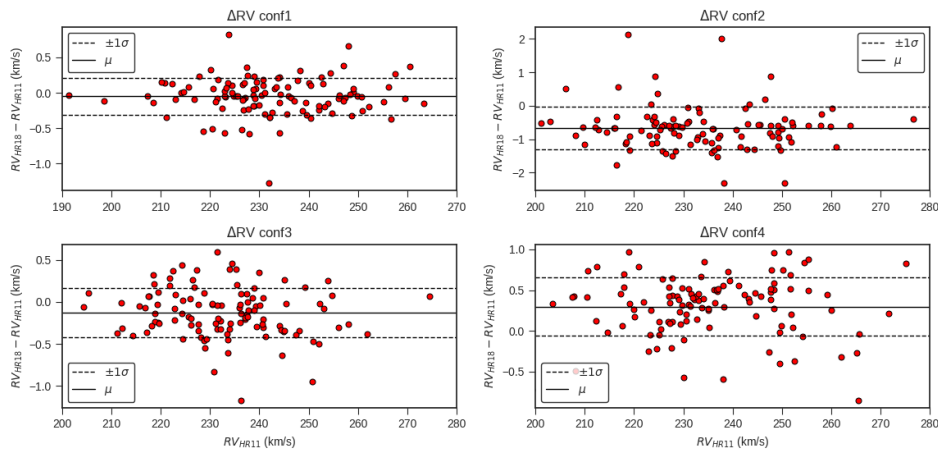 ΔRV conf1
RV_HR18 − RV_HR11 (km/s)
0.5
0.0
−0.5
−1.0
±1σ
μ
190 200 210 220 230 240 250 260 270
ΔRV conf2
RV_HR18 − RV_HR11 (km/s)
2
1
0
−1
−2
±1σ
μ
200 210 220 230 240 250 260 270 280
ΔRV conf3
RV_HR18 − RV_HR11 (km/s)
0.5
0.0
−0.5
−1.0
±1σ
μ
200 210 220 230 240 250 260 270 280
RV_HR11 (km/s)
ΔRV conf4
RV_HR18 − RV_HR11 (km/s)
1.0
0.5
0.0
−0.5
±1σ
μ
200 210 220 230 240 250 260 270 280
RV_HR11 (km/s)